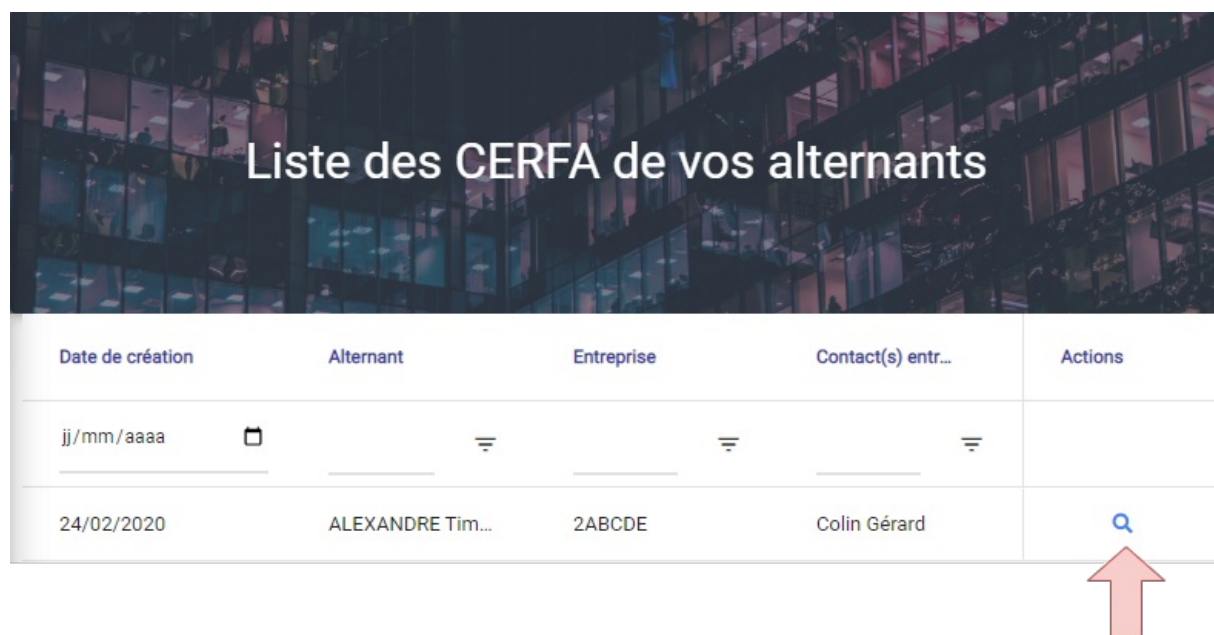 Liste des CERFA de vos alternants
Date de création Alternant Entreprise Contact(s) entr... Actions
jj/mm/aaaa
24/02/2020 ALEXANDRE Tim... 2ABCDE Colin Gérard